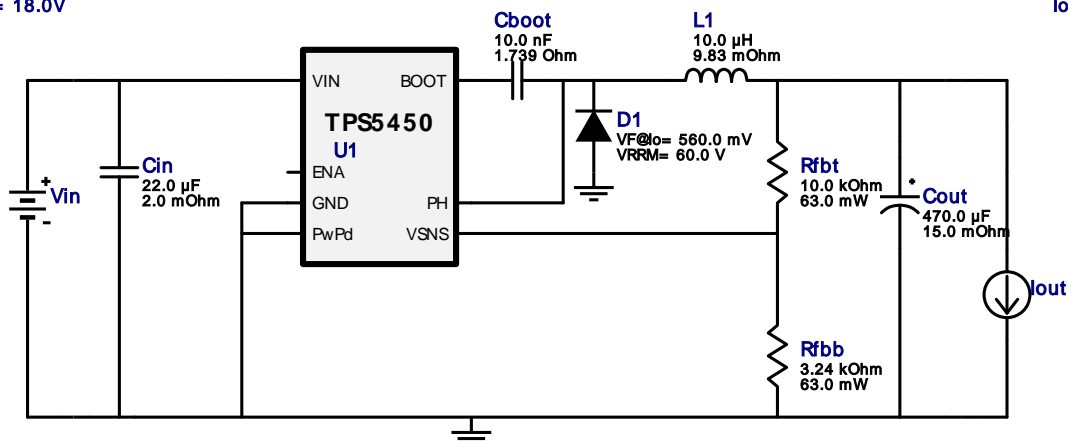 = 18.0V
Io
Cboot
10.0 nF
1.739 Ohm
L1
10.0 µH
9.83 mOhm
VIN
BOOT
TPS5450
U1
ENA
GND
PH
PwPd
VSNS
D1
VF@Io= 560.0 mV
VRRM= 60.0 V
Cin
22.0 µF
2.0 mOhm
+
Vin
-
Rfbt
10.0 kOhm
63.0 mW
Cout
470.0 µF
15.0 mOhm
Iout
Rfbb
3.24 kOhm
63.0 mW